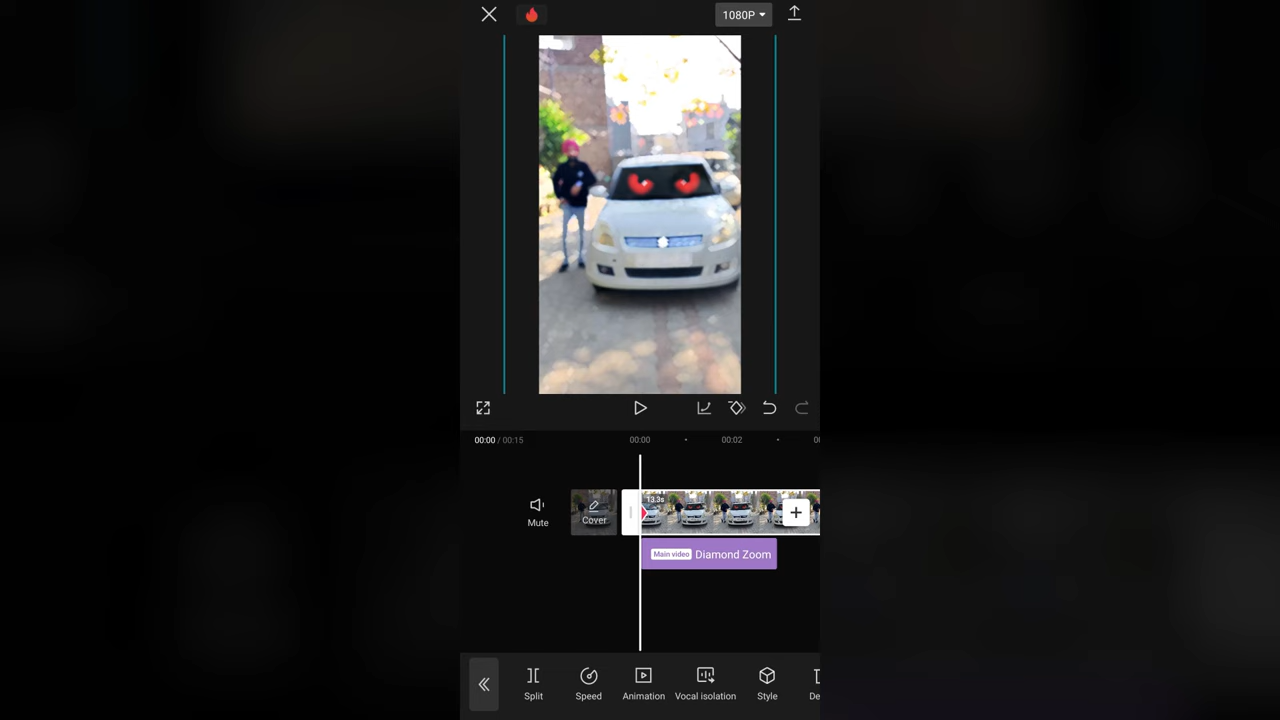 1080P
00:00 / 00:15
00:00
00:02
Mute
Cover
13.3s
Main video Diamond Zoom
Split
Speed
Animation
Vocal isolation
Style